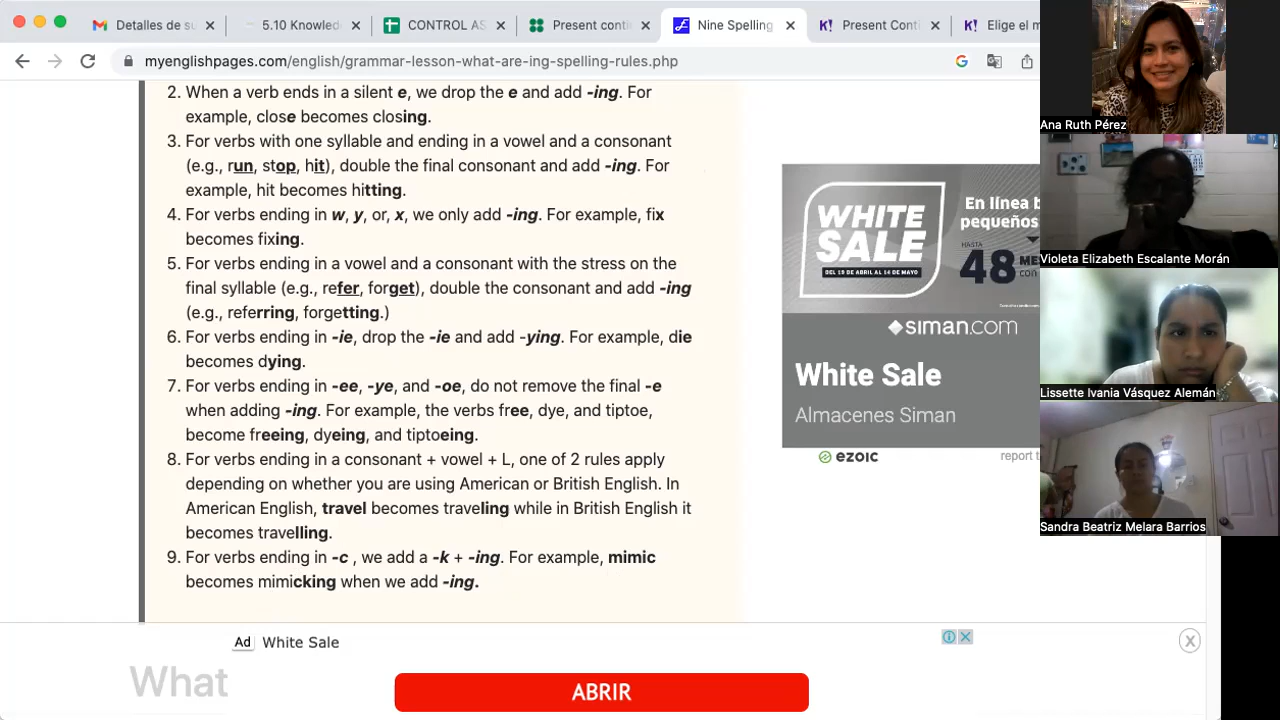 Detalles de su
5.10 Knowled
CONTROL AS
Present conti
Nine Spelling
Present Conti
Elige el m
myenglishpages.com/english/grammar-lesson-what-are-ing-spelling-rules.php
2. When a verb ends in a silent e, we drop the e and add -ing. For
example, close becomes closing.
3. For verbs with one syllable and ending in a vowel and a consonant
(e.g., run, stop, hit), double the final consonant and add -ing. For
example, hit becomes hitting.
4. For verbs ending in w, y, or, x, we only add -ing. For example, fix
becomes fixing.
5. For verbs ending in a vowel and a consonant with the stress on the
final syllable (e.g., refer, forget), double the consonant and add -ing
(e.g., referring, forgetting.)
6. For verbs ending in -ie, drop the -ie and add -ying. For example, die
becomes dying.
7. For verbs ending in -ee, -ye, and -oe, do not remove the final -e
when adding -ing. For example, the verbs free, dye, and tiptoe,
become freeing, dyeing, and tiptoeing.
8. For verbs ending in a consonant + vowel + L, one of 2 rules apply
depending on whether you are using American or British English. In
American English, travel becomes traveling while in British English it
becomes travelling.
9. For verbs ending in -c , we add a -k + -ing. For example, mimic
becomes mimicking when we add -ing.
WHITE
SALE
DEL 15 DE ABRIL AL 14 DE MAYO
En línea
pequeños
HASTA
48 ME
con
siman.com
White Sale
Almacenes Siman
ezoic
report t
Ad White Sale
What
ABRIR
Ana Ruth Pérez
Violeta Elizabeth Escalante Morán
Lissette Ivania Vásquez Alemán
Sandra Beatriz Melara Barrios